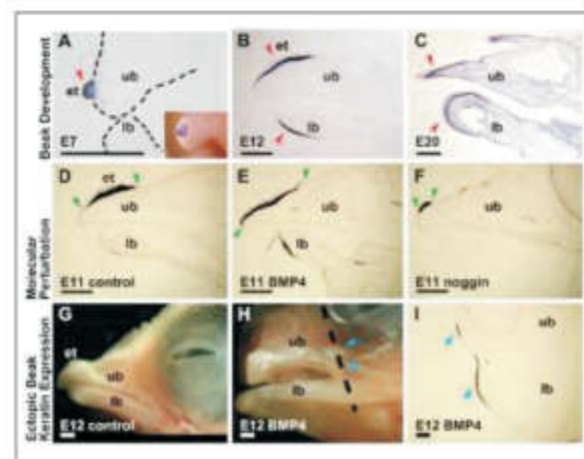 Beak Development
A
et
ub
lb
E7
B
et
ub
lb
E12
C
ub
lb
E20
Molecular
Perturbation
D
et
ub
lb
E11 control
E
ub
lb
E11 BMP4
F
ub
E11 noggin
Ectopic Beak
Keratin Expression
G
et
ub
lb
E12 control
H
ub
lb
E12 BMP4
I
ub
lb
E12 BMP4